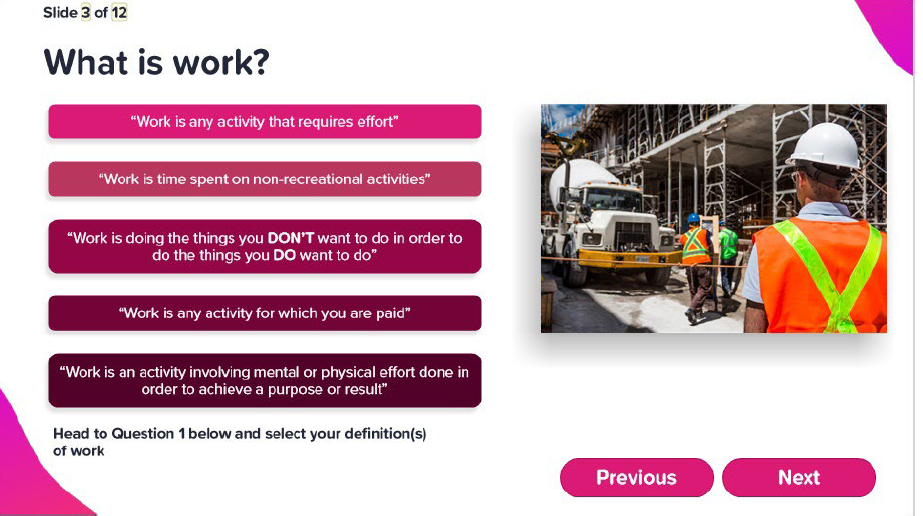 Slide 3 of 12
What is work?
“Work is any activity that requires effort”
“Work is time spent on non-recreational activities”
“Work is doing the things you DON’T want to do in order to
do the things you DO want to do”
“Work is any activity for which you are paid”
“Work is an activity involving mental or physical effort done in
order to achieve a purpose or result”
Head to Question 1 below and select your definition(s)
of work
Previous
Next